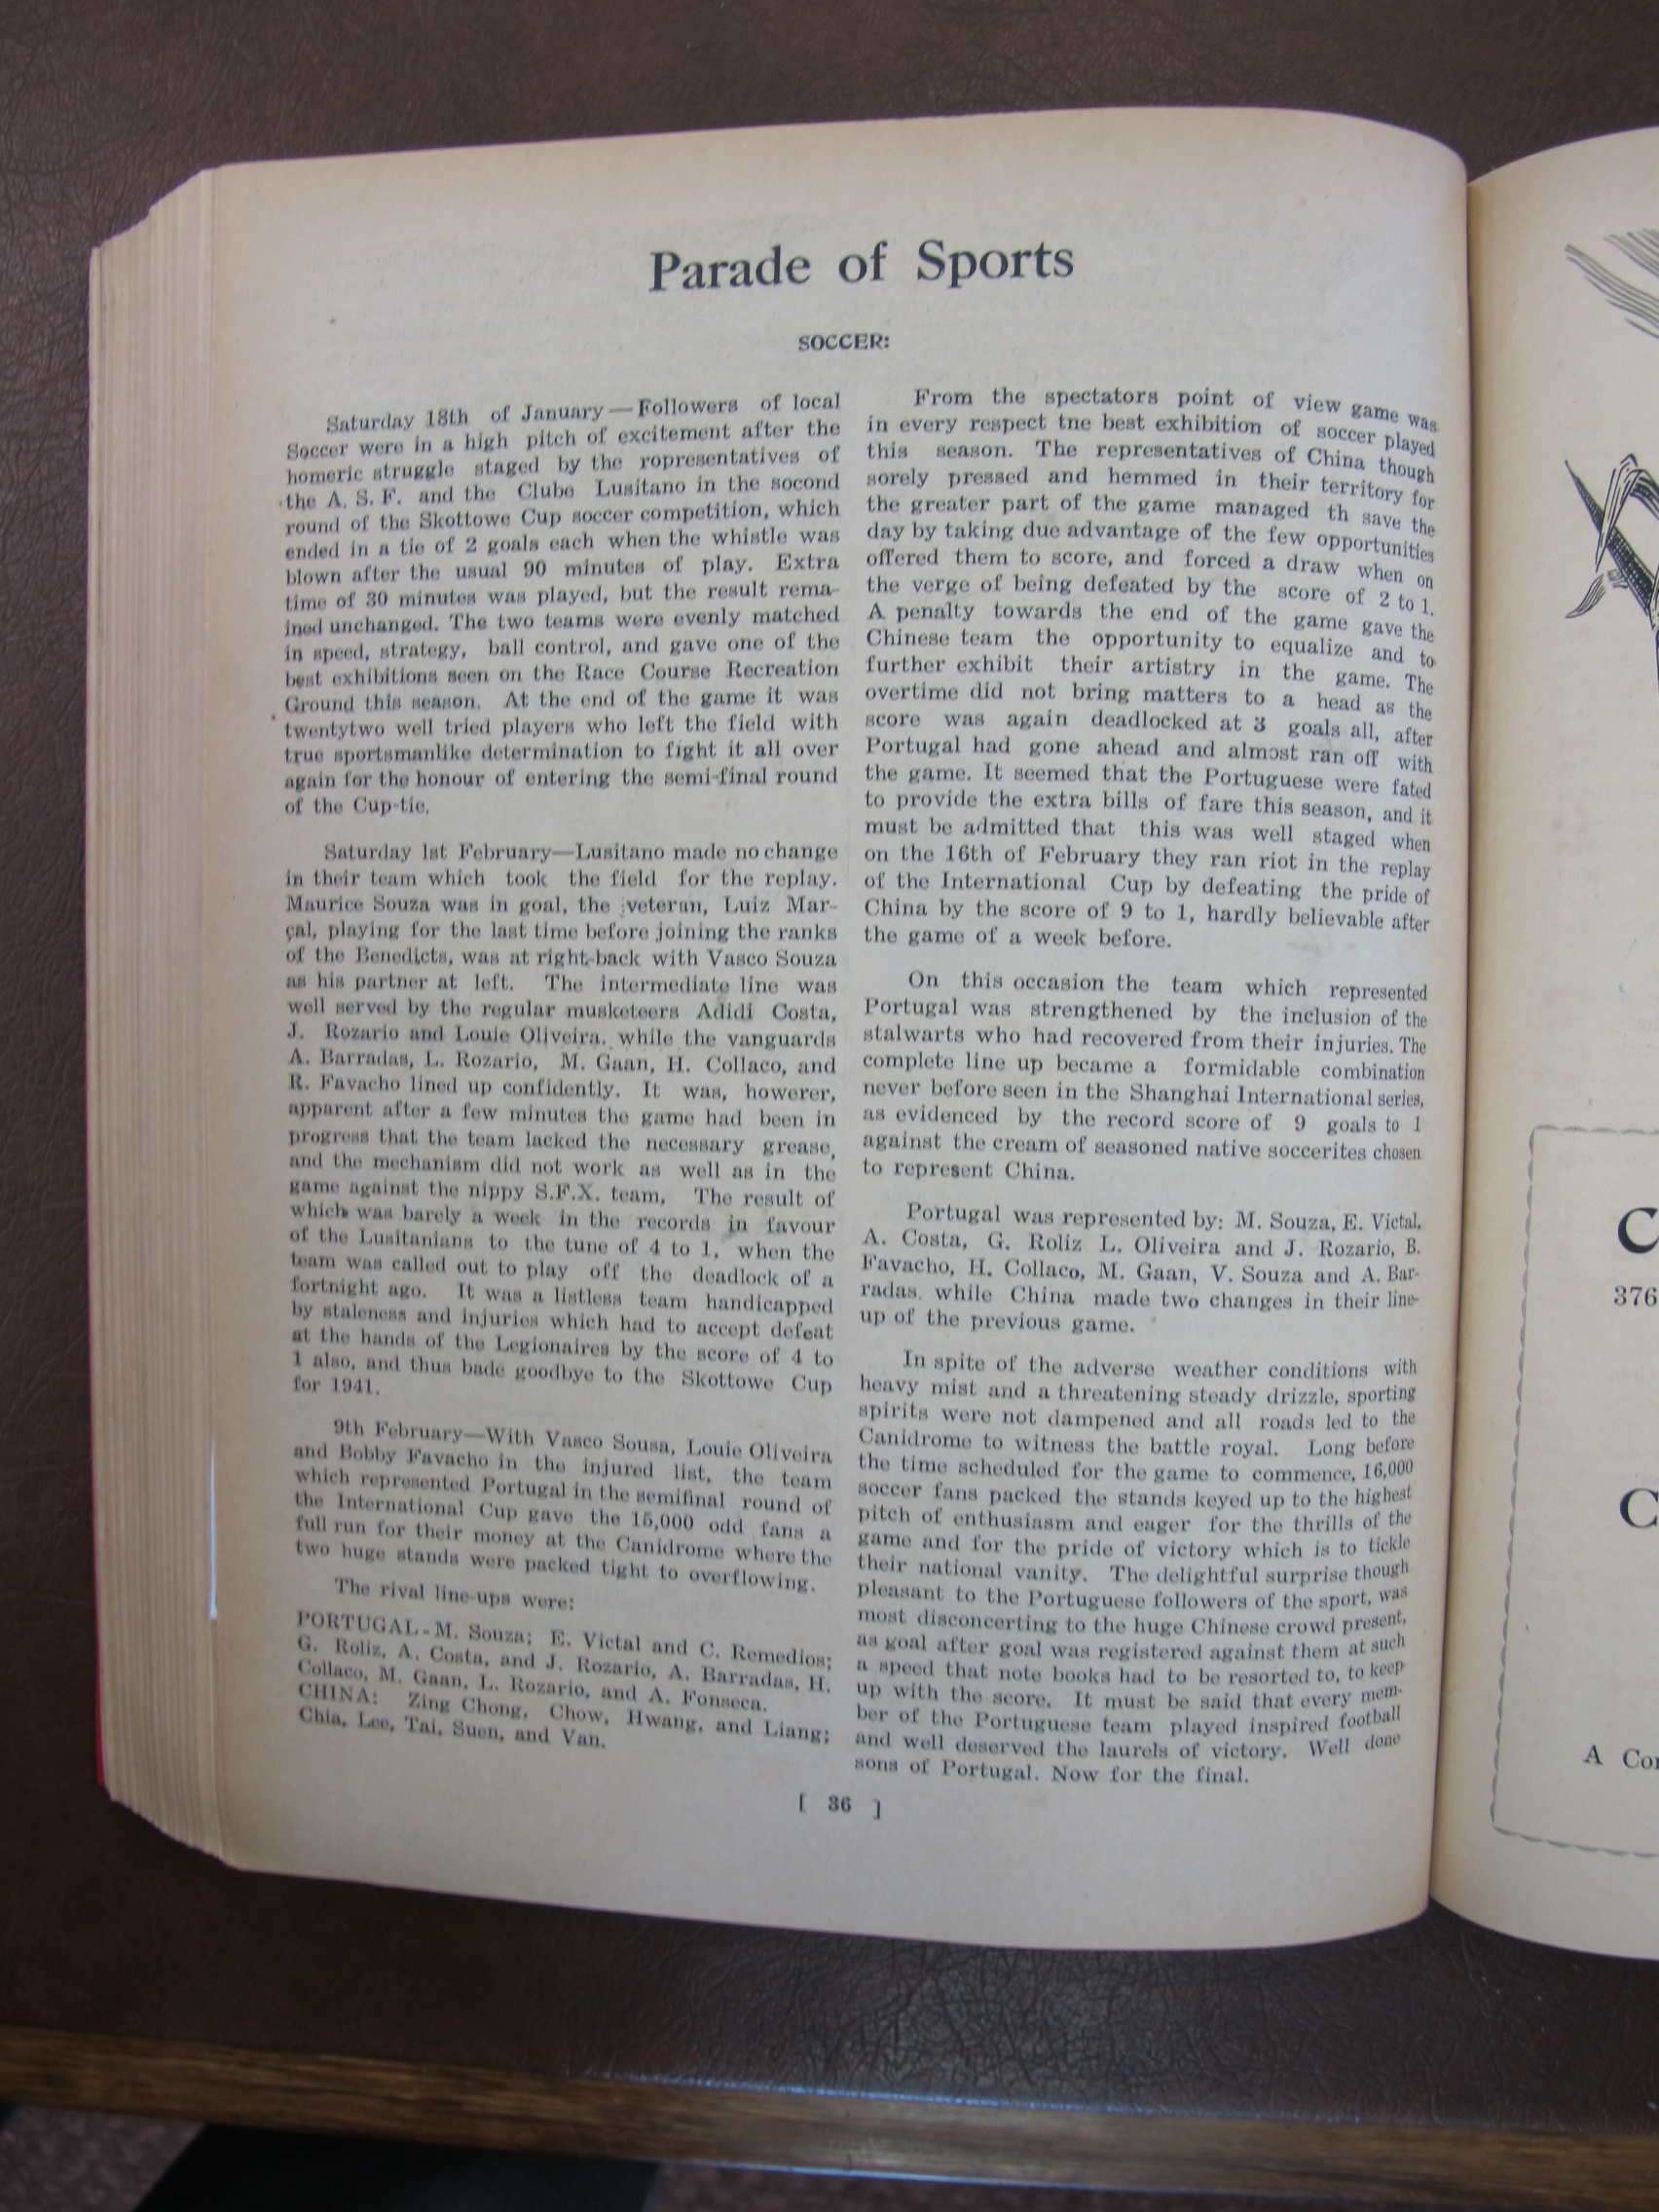 Parade of Sports
SOCCER:
Saturday 18th of January—Followers of local
Soccer were in a high pitch of excitement after the
homeric struggle staged by the ropresentatives of
the A. S. F. and the Clube Lusitano in the socond
round of the Skottowe Cup soccer competition, which
ended in a tie of 2 goals each when the whistle was
blown after the usual 90 minutes of play. Extra
time of 30 minutes was played, but the result rema-
ined unchanged. The two teams were evenly matched
in speed, strategy, ball control, and gave one of the
best exhibitions seen on the Race Course Recreation
Ground this season. At the end of the game it was
twentytwo well tried players who left the field with
true sportsmanlike determination to fight it all over
again for the honour of entering the semi-final round
of the Cup-tie.
Saturday 1st February—Lusitano made no change
in their team which took the field for the replay.
Maurice Souza was in goal, the veteran, Luiz Mar-
çal, playing for the last time before joining the ranks
of the Benedicts, was at right-back with Vasco Souza
as his partner at left. The intermediate line was
well served by the regular musketeers Adidi Costa,
J. Rozario and Louie Oliveira. while the vanguards
A. Barradas, L. Rozario, M. Gaan, H. Collaco, and
R. Favacho lined up confidently. It was, howerer,
apparent after a few minutes the game had been in
progress that the team lacked the necessary grease,
and the mechanism did not work as well as in the
game against the nippy S.F.X. team, The result of
which was barely a week in the records in favour
of the Lusitanians to the tune of 4 to 1, when the
team was called out to play off the deadlock of a
fortnight ago. It was a listless team handicapped
by staleness and injuries which had to accept defeat
at the hands of the Legionaires by the score of 4 to
1 also, and thus bade goodbye to the Skottowe Cup
for 1941.
9th February—With Vasco Sousa, Louie Oliveira
and Bobby Favacho in the injured list, the team
which represented Portugal in the semifinal round of
the International Cup gave the 15,000 odd fans a
full run for their money at the Canidrome where the
two huge stands were packed tight to overflowing.
The rival line-ups were:
PORTUGAL-M. Souza; E. Victal and C. Remedios;
G. Roliz, A. Costa, and J. Rozario, A. Barradas, H.
Collaco, M. Gaan, L. Rozario, and A. Fonseca.
CHINA: Zing Chong, Chow, Hwang, and Liang;
Chia, Lee, Tai, Suen, and Van.
From the spectators point of view game was
in every respect tne best exhibition of soccer played
this season. The representatives of China though
sorely pressed and hemmed in their territory for
the greater part of the game managed th save the
day by taking due advantage of the few opportunities
offered them to score, and forced a draw when on
the verge of being defeated by the score of 2 to 1.
A penalty towards the end of the game gave the
Chinese team the opportunity to equalize and to
further exhibit their artistry in the game. The
overtime did not bring matters to a head as the
score was again deadlocked at 3 goals all, after
Portugal had gone ahead and almost ran off with
the game. It seemed that the Portuguese were fated
to provide the extra bills of fare this season, and it
must be admitted that this was well staged when
on the 16th of February they ran riot in the replay
of the International Cup by defeating the pride of
China by the score of 9 to 1, hardly believable after
the game of a week before.
On this occasion the team which represented
Portugal was strengthened by the inclusion of the
stalwarts who had recovered from their injuries. The
complete line up became a formidable combination
never before seen in the Shanghai International series,
as evidenced by the record score of 9 goals to 1
against the cream of seasoned native soccerites chosen
to represent China.
Portugal was represented by: M. Souza, E. Victal,
A. Costa, G. Roliz L. Oliveira and J. Rozario, B.
Favacho, H. Collaco, M. Gaan, V. Souza and A. Bar-
radas. while China made two changes in their line-
up of the previous game.
In spite of the adverse weather conditions with
heavy mist and a threatening steady drizzle, sporting
spirits were not dampened and all roads led to the
Canidrome to witness the battle royal. Long before
the time scheduled for the game to commence, 16,000
soccer fans packed the stands keyed up to the highest
pitch of enthusiasm and eager for the thrills of the
game and for the pride of victory which is to tickle
their national vanity. The delightful surprise though
pleasant to the Portuguese followers of the sport, was
most disconcerting to the huge Chinese crowd present,
as goal after goal was registered against them at such
a speed that note books had to be resorted to, to keep
up with the score. It must be said that every mem-
ber of the Portuguese team played inspired football
and well deserved the laurels of victory. Well done
sons of Portugal. Now for the final.
[ 36 ]
C
376
C
A Cor